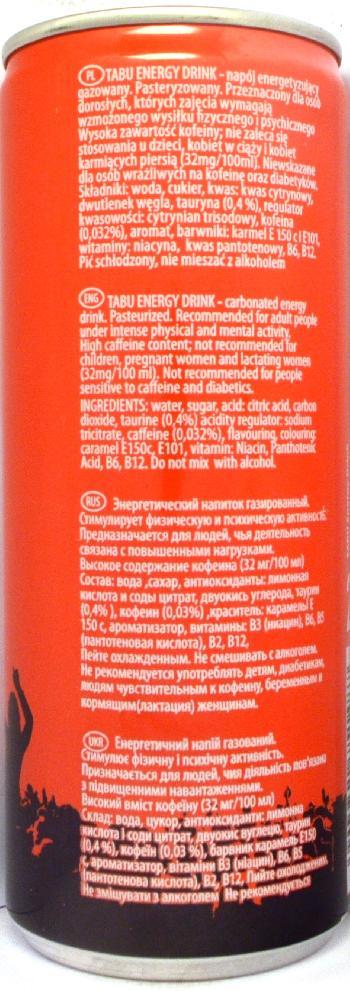 PL TABU ENERGY DRINK - napój energetyzujący
gazowany. Pasteryzowany. Przeznaczony dla osób
dorosłych, których zajęcia wymagają
wzmożonego wysiłku fizycznego i psychicznego
Wysoka zawartość kofeiny; nie zaleca się
stosowania u dzieci, kobiet w ciąży i kobiet
karmiących piersią (32mg/100ml). Niewskazane
dla osób wrażliwych na kofeinę oraz diabetyków.
Składniki: woda, cukier, kwas: kwas cytrynowy,
dwutlenek węgla, tauryna (0,4 %), regulator
kwasowości: cytrynian trisodowy, kofeina
(0,032%), aromat, barwniki: karmel E 150 c i E101,
witaminy: niacyna, kwas pantotenowy, B6, B12.
Pić schłodzony, nie mieszać z alkoholem
ENG TABU ENERGY DRINK - carbonated energy
drink. Pasteurized. Recommended for adult people
under intense physical and mental activity.
High caffeine content; not recommended for
children, pregnant women and lactating women
(32mg/100 ml). Not recommended for people
sensitive to caffeine and diabetics.
INGREDIENTS: water, sugar, acid: citric acid, carbon
dioxide, taurine (0,4%) acidity regulator: sodium
tricitrate, caffeine (0,032%), flavouring, colouring:
caramel E150c, E101, vitamin: Niacin, Panthotenic
Acid, B6, B12. Do not mix with alcohol.
RUS Энергетический напиток газированный.
Стимулирует физическую и психическую активность.
Предназначается для людей, чья деятельность
связана с повышенными нагрузками.
Высокое содержание кофеина (32 мг/100 мл)
Состав: вода ,сахар, антиоксиданты: лимонная
кислота и соды цитрат, двуокись углерода, таурин
(0,4% ), кофеин (0,03%) ,краситель: карамель E
150 c, ароматизатор, витамины: B3 (ниацин), B6, B5
(пантотеновая кислота), B2, B12,
Пейте охлажденным. Не смешивать с алкоголем.
Не рекомендуется употреблять детям, диабетикам,
людям чувствительным к кофеину, беременным и
кормящим(лактация) женщинам.
UKR Енергетичний напій газований.
Стимулює фізичну і психічну активність.
Призначається для людей, чия діяльність пов'язана
з підвищенними навантаженнями.
Високий вміст кофеїну (32 мг/100 мл)
Склад: вода, цукор, антиоксиданти: лимонна
кислота і соди цитрат, двуокис вуглецю, таурин
(0,4 %), кофеїн (0,03 %), барвник карамель E150
c, ароматизатор, вітаміни B3 (ніацин), B6, B5
(пантотенова кислота), B2, B12, Пийте охолодженим.
Не змішувати з алкоголем Не рекомендується